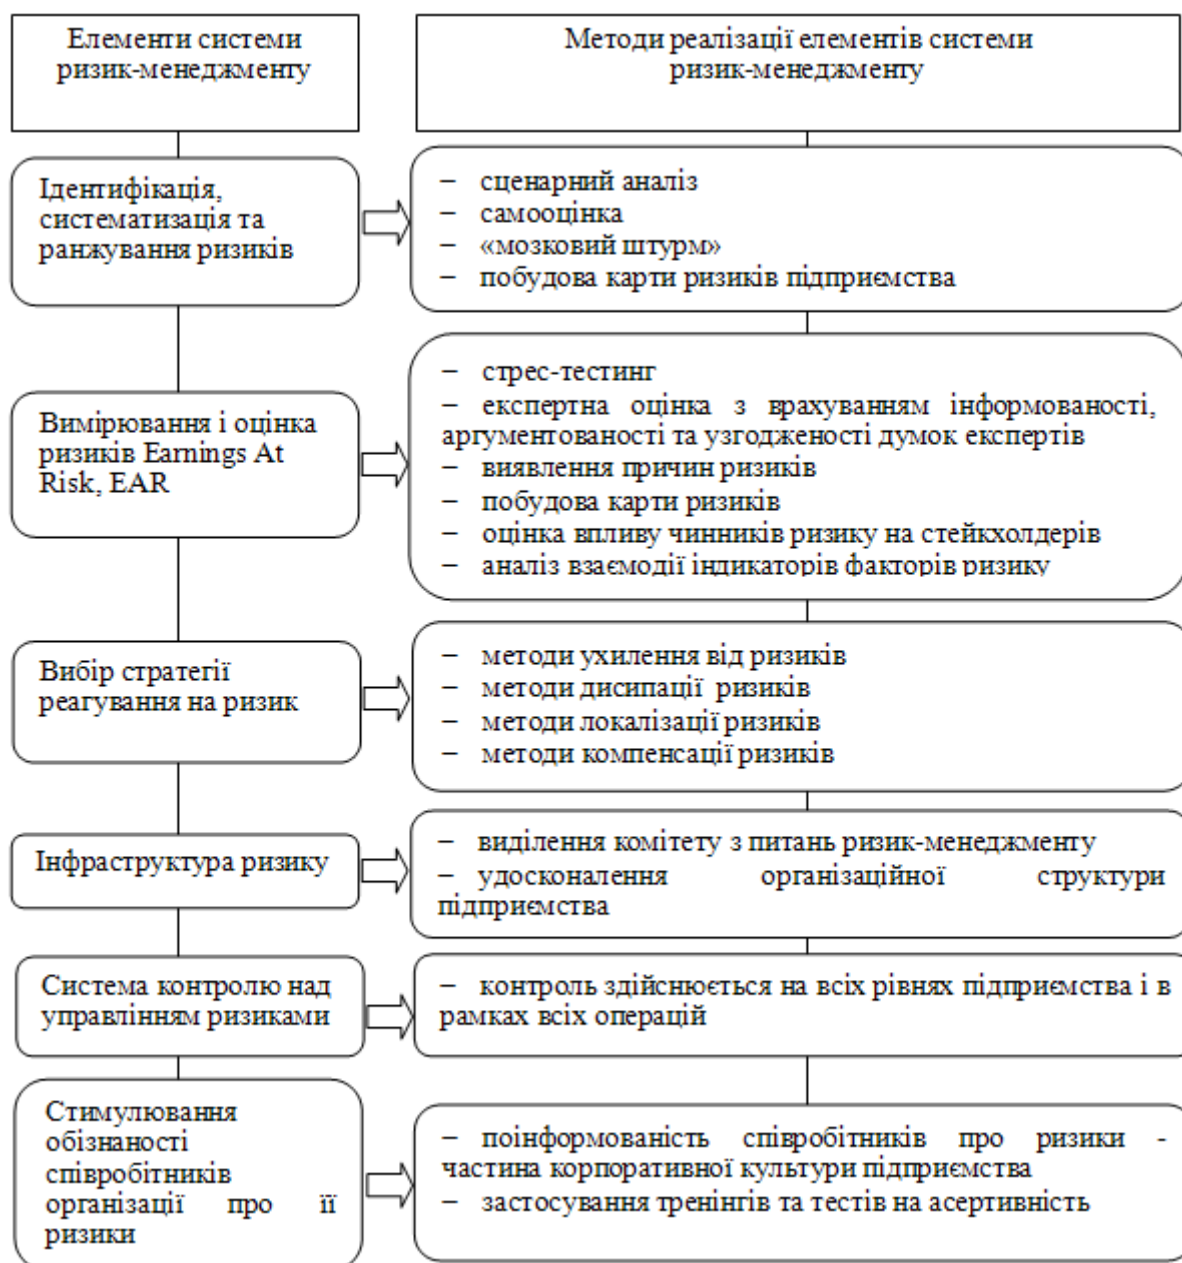 Елементи системи
ризик-менеджменту
Методи реалізації елементів системи
ризик-менеджменту
Ідентифікація,
систематизація та
ранжування ризиків
− сценарний аналіз
− самооцінка
− «мозковий штурм»
− побудова карти ризиків підприємства
Вимірювання і оцінка
ризиків Earnings At
Risk, EAR
− стрес-тестинг
− експертна оцінка з врахуванням інформованості,
аргументованості та узгодженості думок експертів
− виявлення причин ризиків
− побудова карти ризиків
− оцінка впливу чинників ризику на стейкхолдерів
− аналіз взаємодії індикаторів факторів ризику
Вибір стратегії
реагування на ризик
− методи ухилення від ризиків
− методи дисипації ризиків
− методи локалізації ризиків
− методи компенсації ризиків
Інфраструктура ризику
− виділення комітету з питань ризик-менеджменту
− удосконалення організаційної структури
підприємства
Система контролю над
управлінням ризиками
− контроль здійснюється на всіх рівнях підприємства і в
рамках всіх операцій
Стимулювання
обізнаності
співробітників
організації про її
ризики
− поінформованість співробітників про ризики -
частина корпоративної культури підприємства
− застосування тренінгів та тестів на асертивність